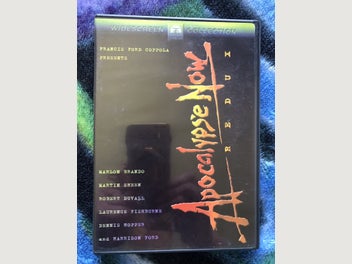 WIDESCREEN COLLECTION
FRANCIS FORD COPPOLA
PRESENTS
Apocalypse Now
REDUX
MARLON BRANDO
MARTIN SHEEN
ROBERT DUVALL
LAURENCE FISHBURNE
DENNIS HOPPER
and HARRISON FORD